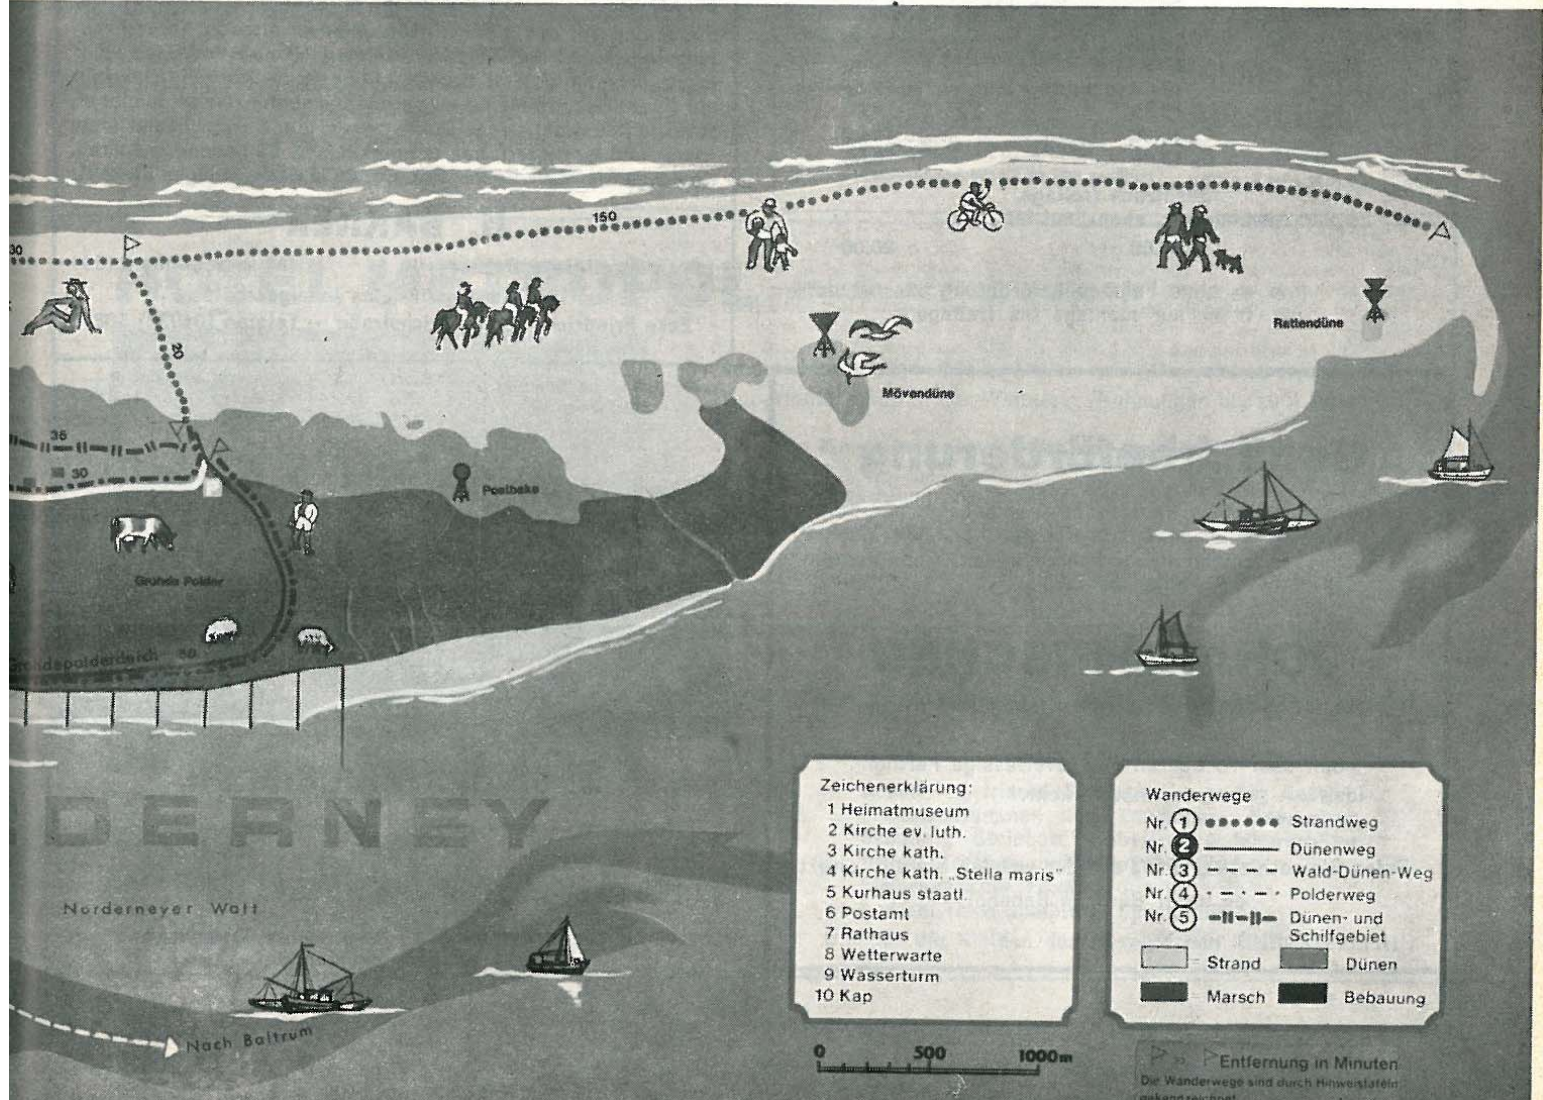 30
150
20
Rattendüne
Mövendüne
35
30
Postbake
Grohde Polder
Grohdepolderdeich 50
DERNEY
Norderneyer Watt
Nach Baltrum
Zeichenerklärung:
1 Heimatmuseum
2 Kirche ev. luth.
3 Kirche kath.
4 Kirche kath. „Stella maris"
5 Kurhaus staatl.
6 Postamt
7 Rathaus
8 Wetterwarte
9 Wasserturm
10 Kap
Wanderwege
Nr. 1 Strandweg
Nr. 2 Dünenweg
Nr. 3 Wald-Dünen-Weg
Nr. 4 Polderweg
Nr. 5 Dünen- und
Schilfgebiet
Strand Dünen
Marsch Bebauung
0 500 1000m
Entfernung in Minuten
Die Wanderwege sind durch Hinweistafeln
gekennzeichnet